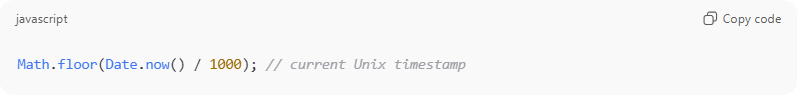 javascript
Copy code
Math.floor(Date.now() / 1000); // current Unix timestamp